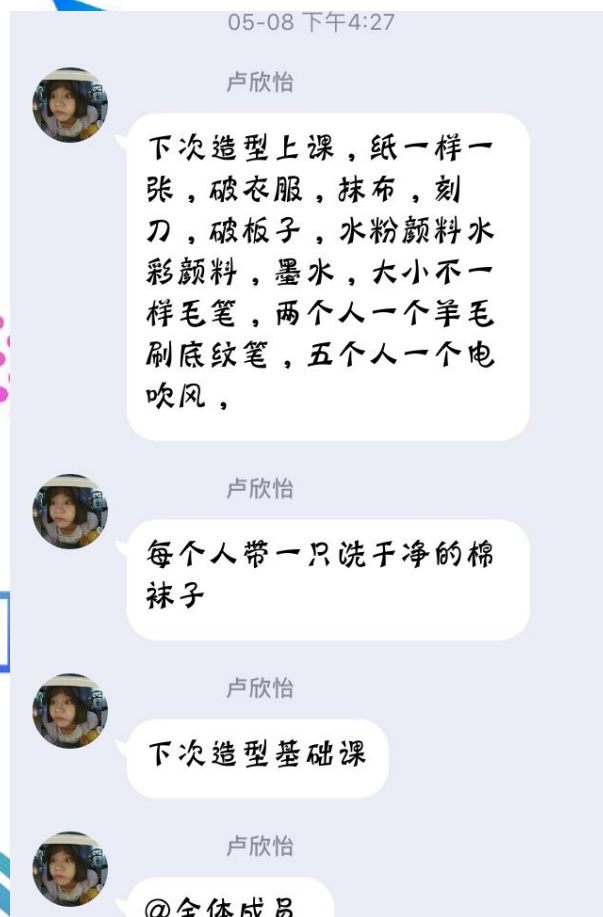 05-08 下午4:27
卢欣怡
下次造型上课，纸一样一
张，破衣服，抹布，刻
刀，破板子，水粉颜料水
彩颜料，墨水，大小不一
样毛笔，两个人一个羊毛
刷底纹笔，五个人一个电
吹风，
卢欣怡
每个人带一只洗干净的棉
袜子
卢欣怡
下次造型基础课
卢欣怡
@全体成员